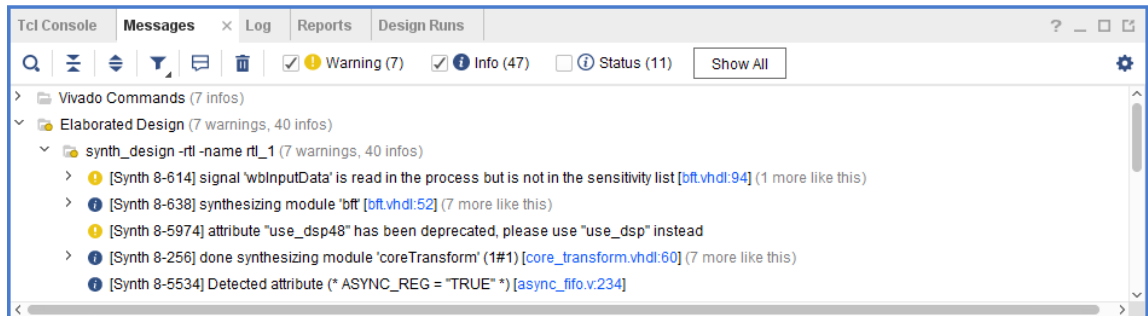 Tcl Console Messages × Log Reports Design Runs ?
Warning (7) Info (47) Status (11) Show All
Vivado Commands (7 infos)
Elaborated Design (7 warnings, 40 infos)
synth_design -rtl -name rtl_1 (7 warnings, 40 infos)
[Synth 8-614] signal 'wbInputData' is read in the process but is not in the sensitivity list [bft.vhdl:94] (1 more like this)
[Synth 8-638] synthesizing module 'bft' [bft.vhdl:52] (7 more like this)
[Synth 8-5974] attribute "use_dsp48" has been deprecated, please use "use_dsp" instead
[Synth 8-256] done synthesizing module 'coreTransform' (1#1) [core_transform.vhdl:60] (7 more like this)
[Synth 8-5534] Detected attribute (* ASYNC_REG = "TRUE" *) [async_fifo.v:234]